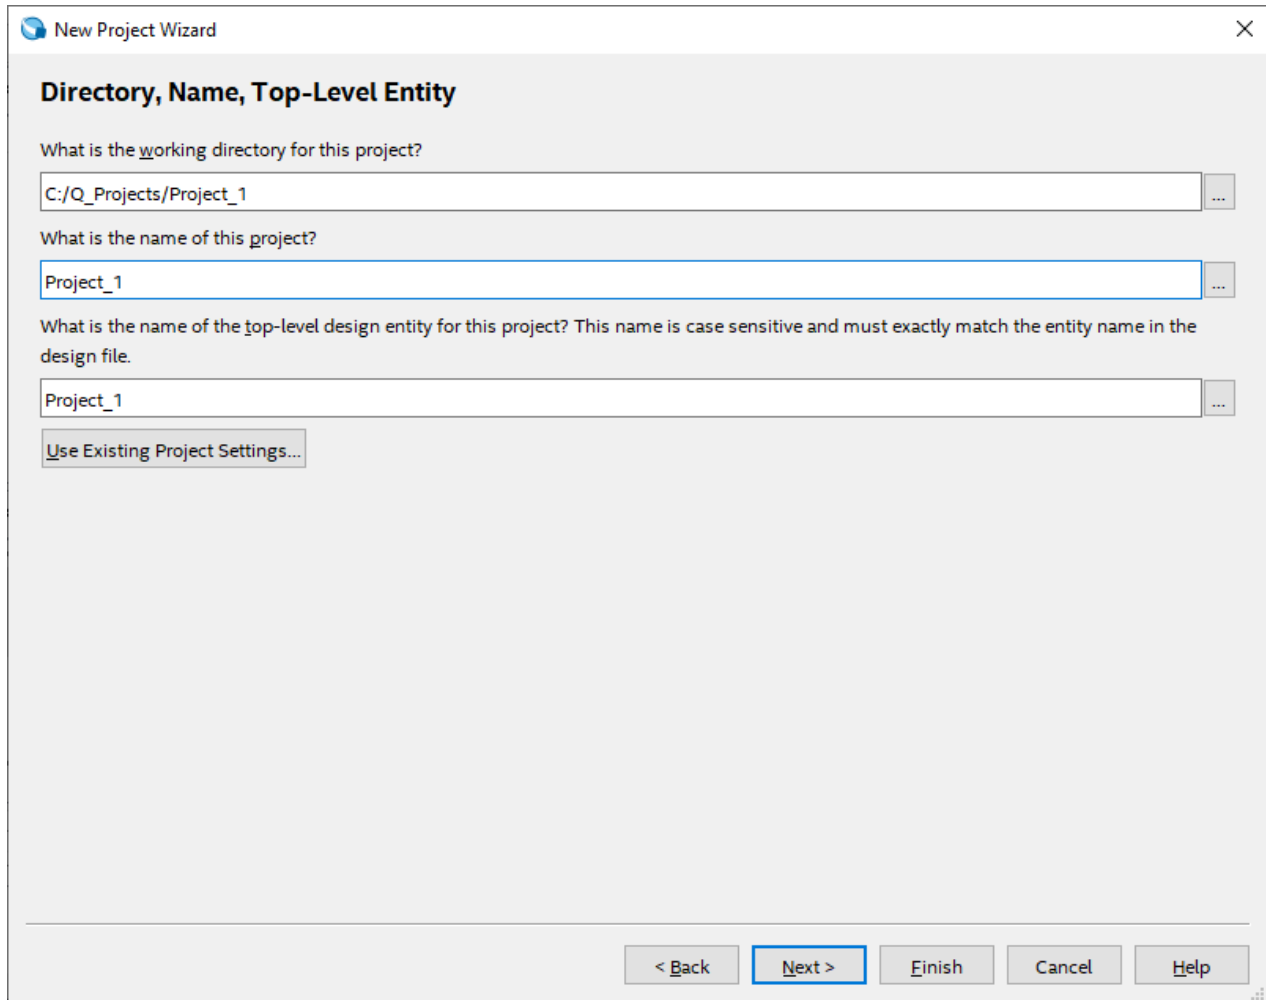 New Project Wizard
Directory, Name, Top-Level Entity
What is the working directory for this project?
C:/Q_Projects/Project_1
...
What is the name of this project?
Project_1
...
What is the name of the top-level design entity for this project? This name is case sensitive and must exactly match the entity name in the
design file.
Project_1
...
Use Existing Project Settings...
< Back
Next >
Finish
Cancel
Help